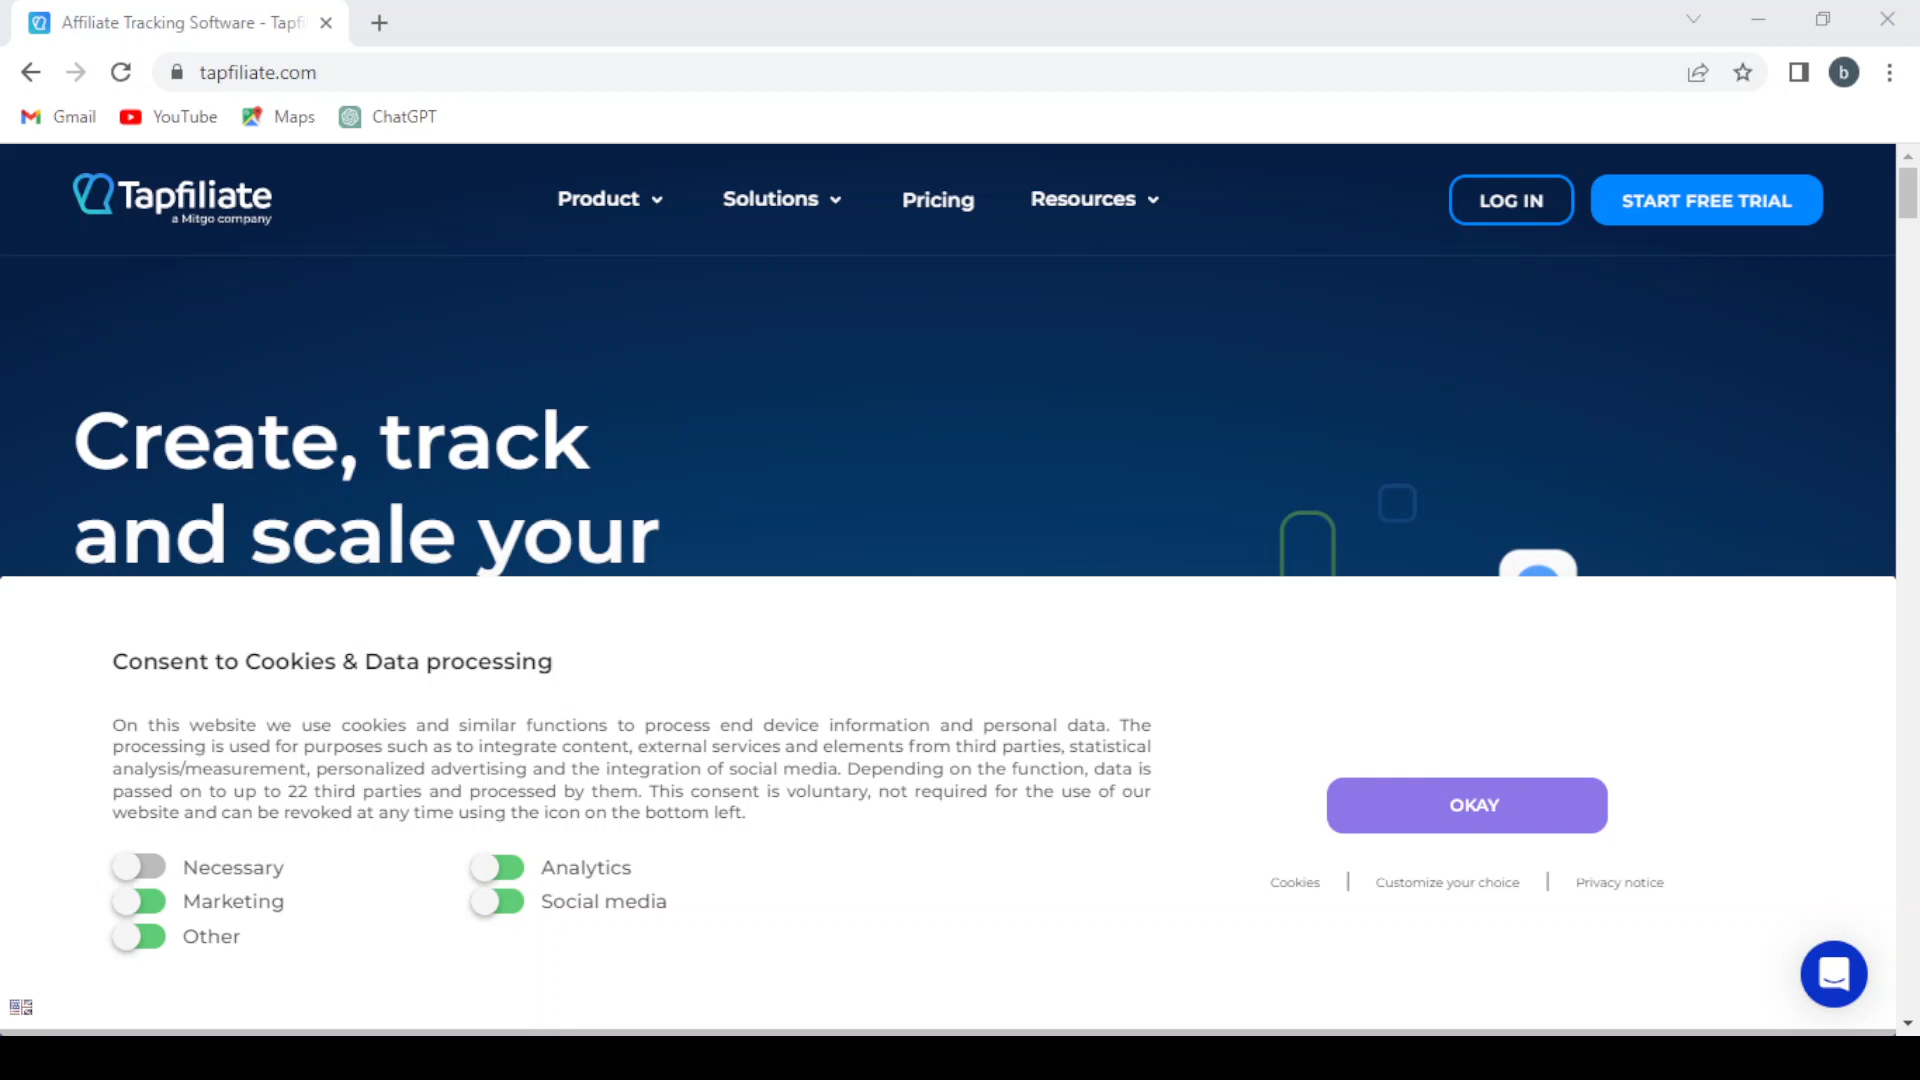 Affiliate Tracking Software - Tapfi
tapfiliate.com
b
Gmail
YouTube
Maps
ChatGPT
Tapfiliate
a Mitgo company
Product
Solutions
Pricing
Resources
LOG IN
START FREE TRIAL
Create, track
and scale your
Consent to Cookies & Data processing
On this website we use cookies and similar functions to process end device information and personal data. The
processing is used for purposes such as to integrate content, external services and elements from third parties, statistical
analysis/measurement, personalized advertising and the integration of social media. Depending on the function, data is
passed on to up to 22 third parties and processed by them. This consent is voluntary, not required for the use of our
website and can be revoked at any time using the icon on the bottom left.
Necessary
Analytics
Marketing
Social media
Other
OKAY
Cookies | Customize your choice | Privacy notice